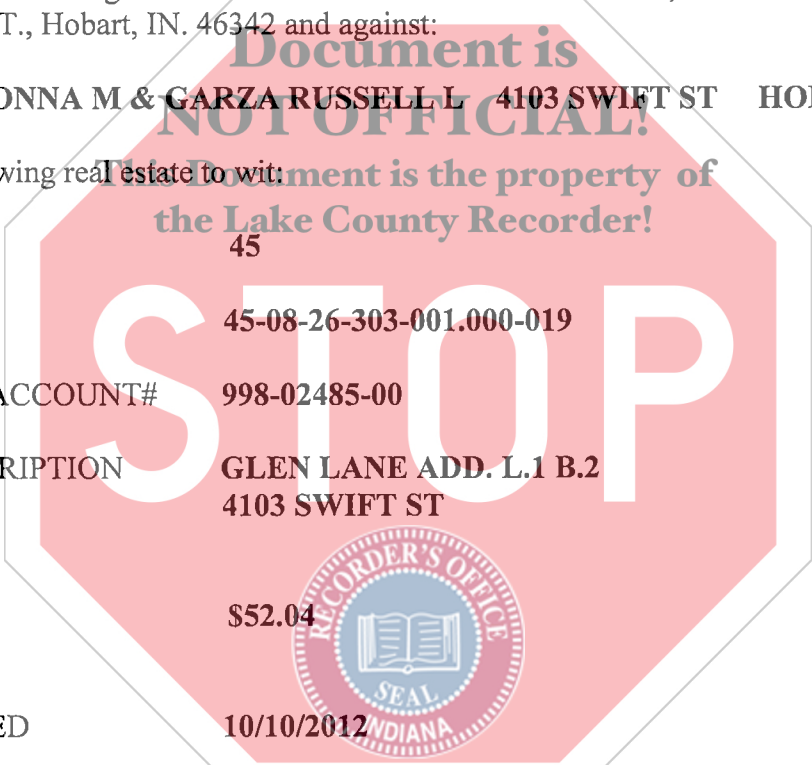 T., Hobart, IN. 46342 and against:
Document is
ONNA M & GARZA RUSSELL L 4103 SWIFT ST HO
NOT OFFICIAL!
wing real estate to wit:
This Document is the property of
the Lake County Recorder!
45
45-08-26-303-001.000-019
ACCOUNT# 998-02485-00
STOP
RIPTION GLEN LANE ADD. L.1 B.2
4103 SWIFT ST
RECORDER'S OFFICE
$52.04
SEAL
INDIANA
ED 10/10/2012